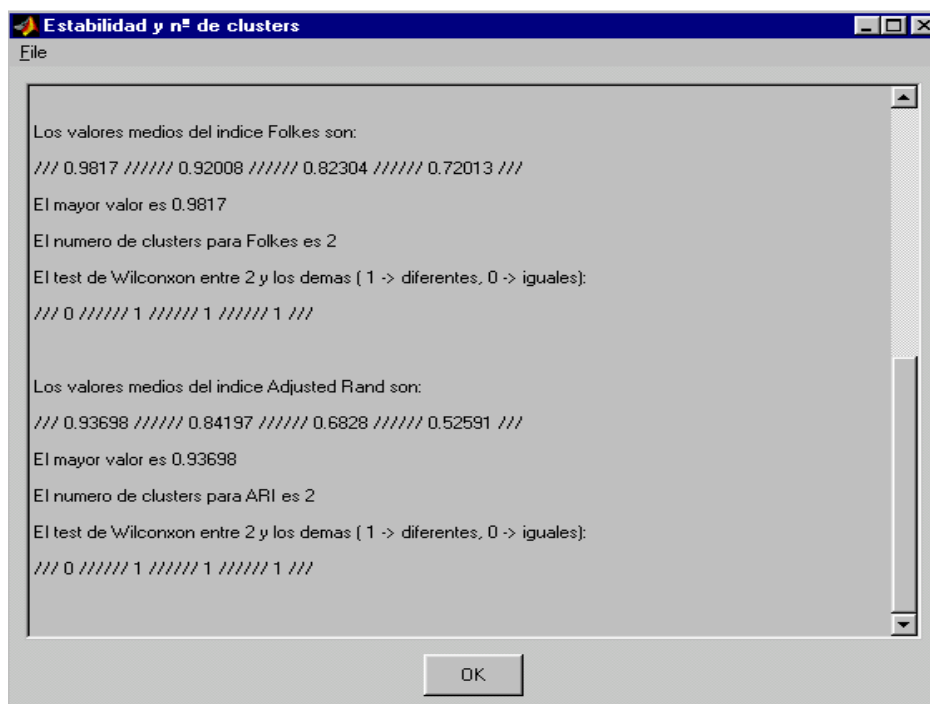 Estabilidad y nº de clusters
File
Los valores medios del indice Folkes son:
/// 0.9817 ////// 0.92008 ////// 0.82304 ////// 0.72013 ///
El mayor valor es 0.9817
El numero de clusters para Folkes es 2
El test de Wilconxon entre 2 y los demas ( 1 -> diferentes, 0 -> iguales):
/// 0 ////// 1 ////// 1 ////// 1 ///
Los valores medios del indice Adjusted Rand son:
/// 0.93698 ////// 0.84197 ////// 0.6828 ////// 0.52591 ///
El mayor valor es 0.93698
El numero de clusters para ARI es 2
El test de Wilconxon entre 2 y los demas ( 1 -> diferentes, 0 -> iguales):
/// 0 ////// 1 ////// 1 ////// 1 ///
OK